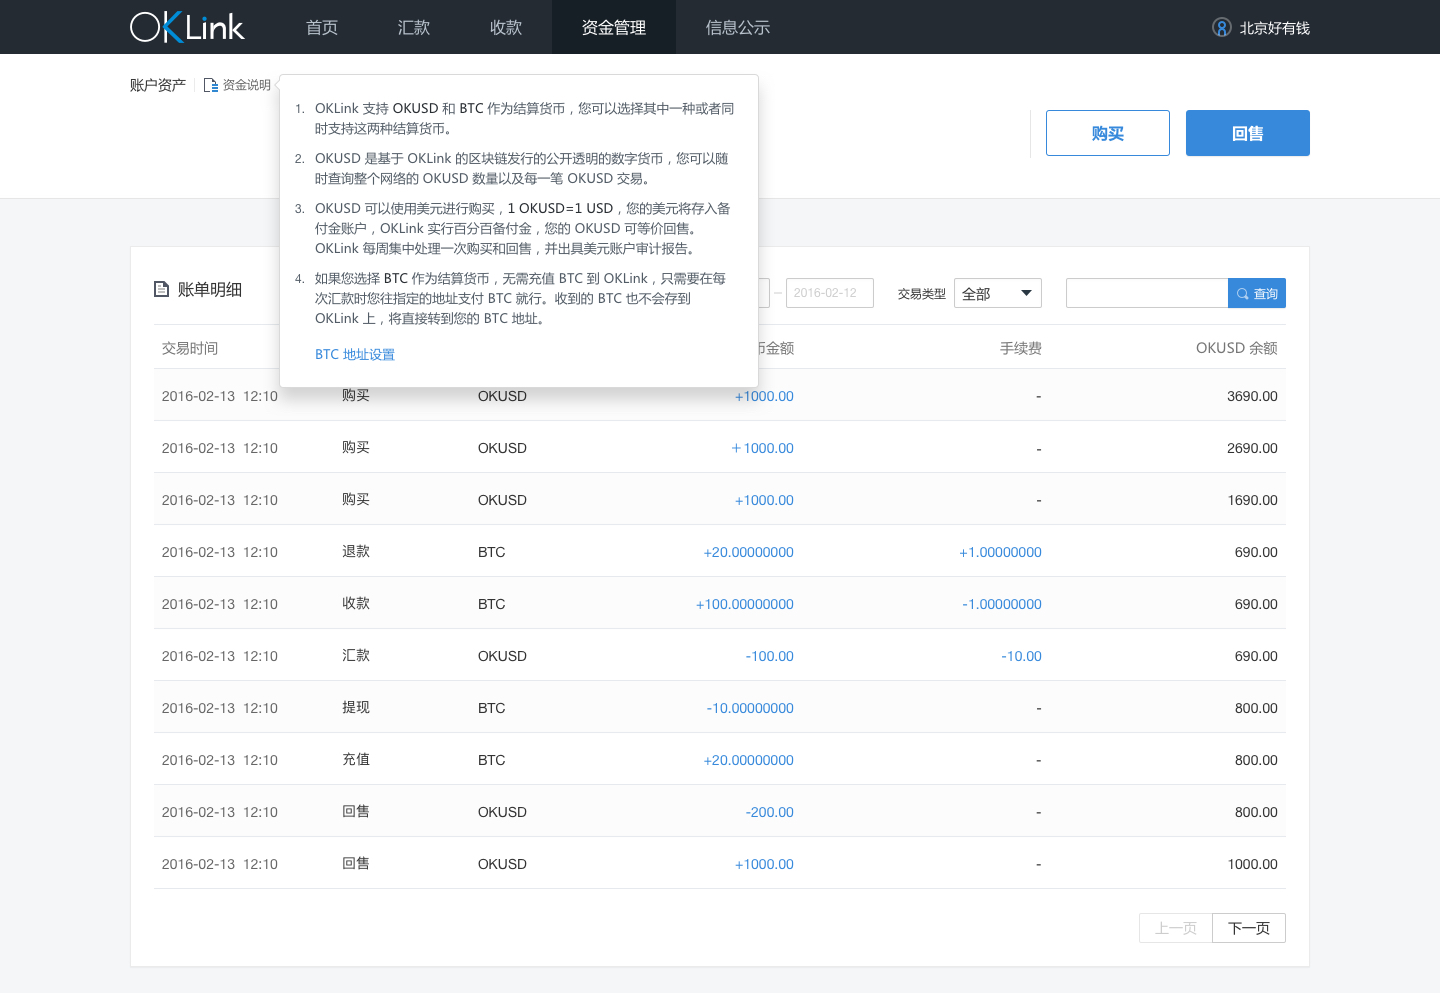 OKLink 首页 汇款 收款 资金管理 信息公示 北京好有钱
账户资产 资金说明
1. OKLink 支持 OKUSD 和 BTC 作为结算货币，您可以选择其中一种或者同
时支持这两种结算货币。
2. OKUSD 是基于 OKLink 的区块链发行的公开透明的数字货币，您可以随
时查询整个网络的 OKUSD 数量以及每一笔 OKUSD 交易。
3. OKUSD 可以使用美元进行购买，1 OKUSD=1 USD，您的美元将存入备
付金账户，OKLink 实行百分百备付金，您的 OKUSD 可等价回售。
OKLink 每周集中处理一次购买和回售，并出具美元账户审计报告。
4. 如果您选择 BTC 作为结算货币，无需充值 BTC 到 OKLink，只需要在每
次汇款时您往指定的地址支付 BTC 就行。收到的 BTC 也不会存到
OKLink 上，将直接转到您的 BTC 地址。
BTC 地址设置
购买 回售
账单明细 – 2016-02-12 交易类型 全部 查询
交易时间 币金额 手续费 OKUSD 余额
2016-02-13 12:10 购买 OKUSD +1000.00 - 3690.00
2016-02-13 12:10 购买 OKUSD +1000.00 - 2690.00
2016-02-13 12:10 购买 OKUSD +1000.00 - 1690.00
2016-02-13 12:10 退款 BTC +20.00000000 +1.00000000 690.00
2016-02-13 12:10 收款 BTC +100.00000000 -1.00000000 690.00
2016-02-13 12:10 汇款 OKUSD -100.00 -10.00 690.00
2016-02-13 12:10 提现 BTC -10.00000000 - 800.00
2016-02-13 12:10 充值 BTC +20.00000000 - 800.00
2016-02-13 12:10 回售 OKUSD -200.00 - 800.00
2016-02-13 12:10 回售 OKUSD +1000.00 - 1000.00
上一页 下一页